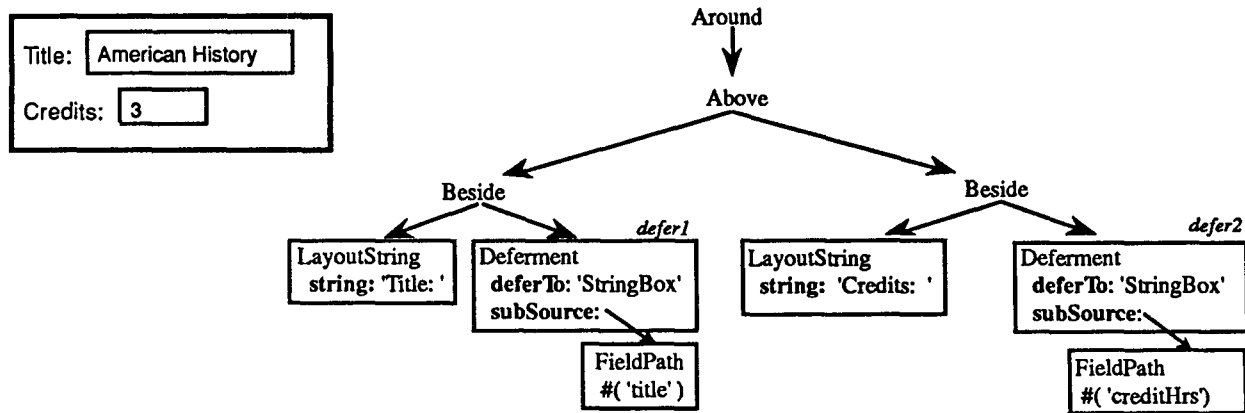 Title: American History
Credits: 3
Around
Above
Beside
Beside
defer1
defer2
LayoutString
string: 'Title: '
Deferment
deferTo: 'StringBox'
subSource:
LayoutString
string: 'Credits: '
Deferment
deferTo: 'StringBox'
subSource:
FieldPath
#( 'title' )
FieldPath
#( 'creditHrs')